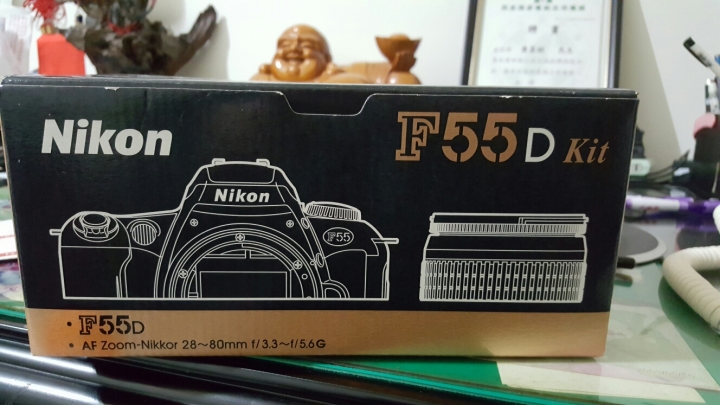 Nikon
F55D Kit
Nikon
F55
• F55D
• AF Zoom-Nikkor 28~80mm f/3.3~f/5.6G